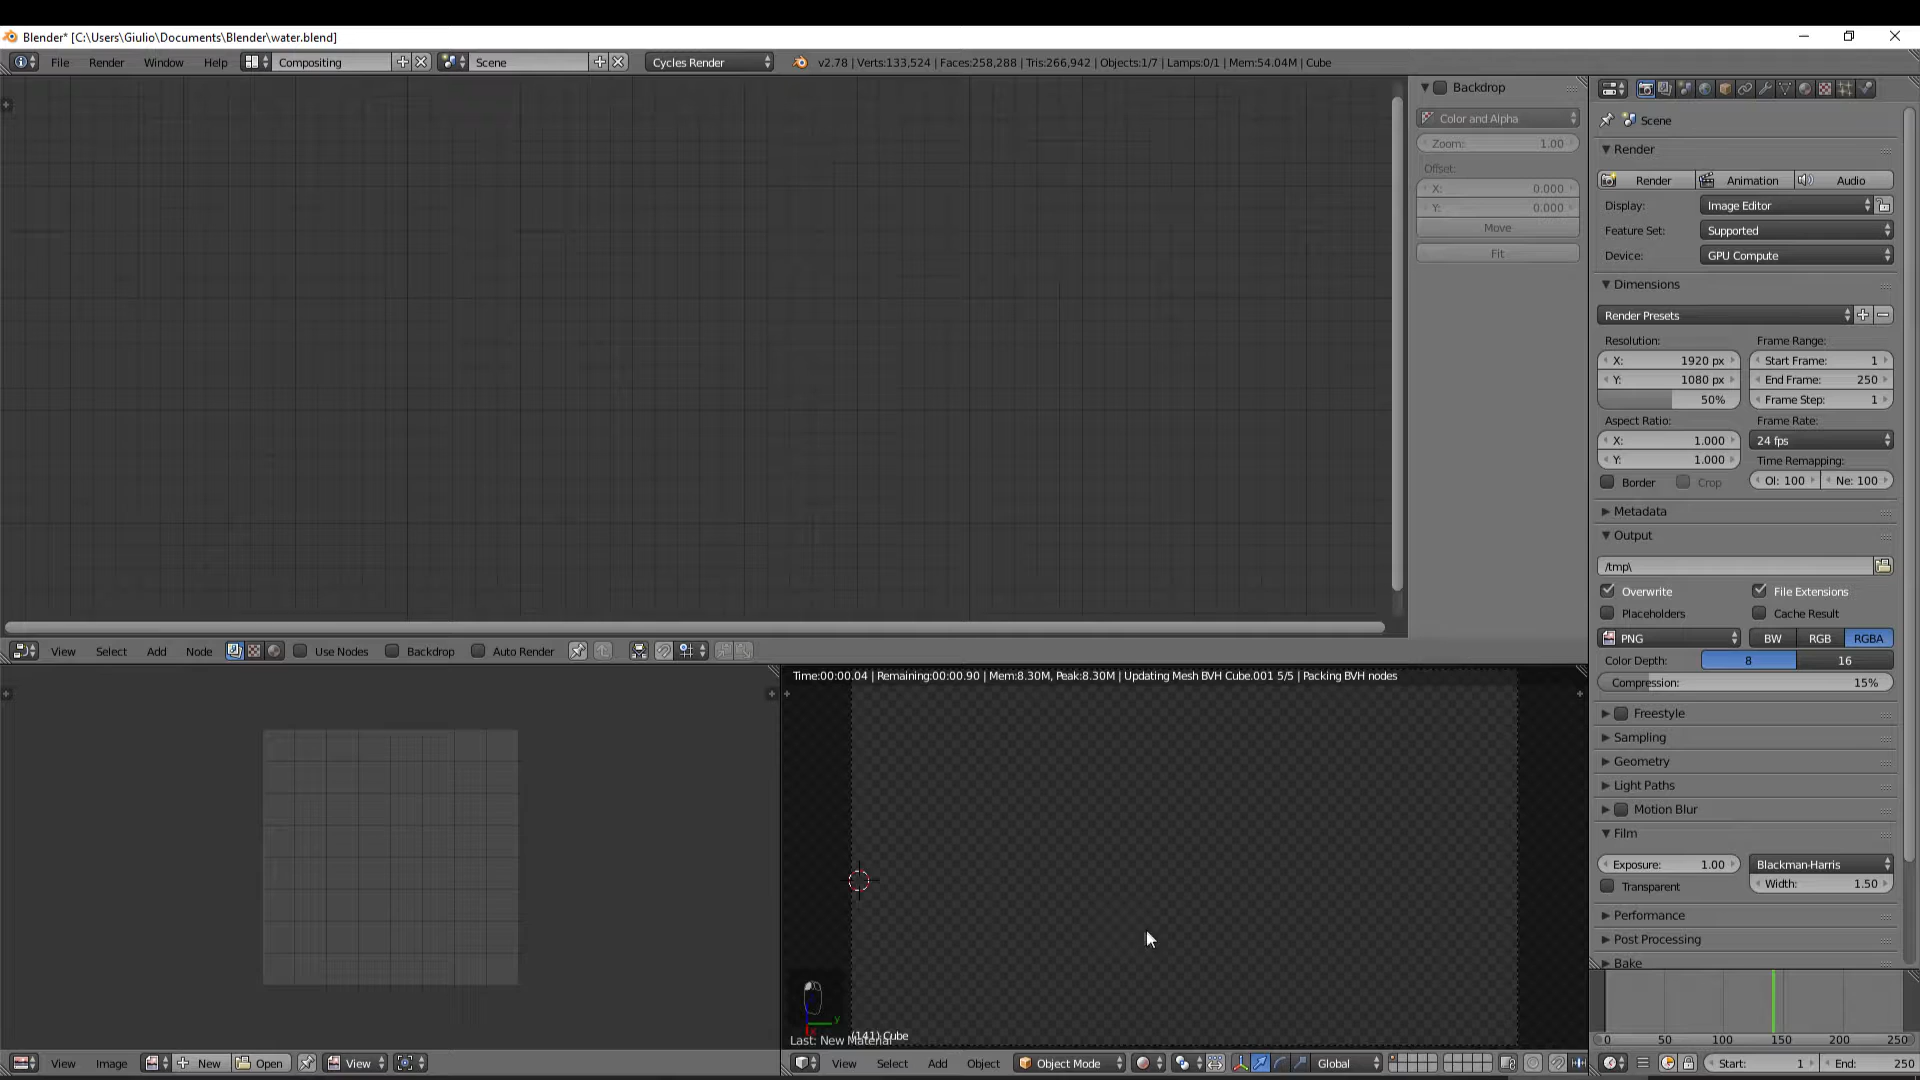 Blender* [C:\Users\Giulio\Documents\Blender\water.blend]
File Render Window Help Compositing Scene Cycles Render v2.78 | Verts:133,524 | Faces:258,288 | Tris:266,942 | Objects:1/7 | Lamps:0/1 | Mem:54.04M | Cube
Backdrop
Color and Alpha
Zoom: 1.00
Offset:
X: 0.000
Y: 0.000
Move
Fit
Scene
Render
Render Animation Audio
Display: Image Editor
Feature Set: Supported
Device: GPU Compute
Dimensions
Render Presets
Resolution: Frame Range:
X: 1920 px Start Frame: 1
Y: 1080 px End Frame: 250
50% Frame Step: 1
Aspect Ratio: Frame Rate:
X: 1.000 24 fps
Y: 1.000 Time Remapping:
Border Crop Ol: 100 Ne: 100
Metadata
Output
/tmp\
Overwrite File Extensions
Placeholders Cache Result
PNG BW RGB RGBA
Color Depth: 8 16
Compression: 15%
Freestyle
Sampling
Geometry
Light Paths
Motion Blur
Film
Exposure: 1.00 Blackman-Harris
Transparent Width: 1.50
Performance
Post Processing
Bake
View Select Add Node Use Nodes Backdrop Auto Render
Time:00:00.04 | Remaining:00:00.90 | Mem:8.30M, Peak:8.30M | Updating Mesh BVH Cube.001 5/5 | Packing BVH nodes
y
x
(141) Cube
Last: New Material
0 50 100 150 200 250
View Image New Open View
View Select Add Object Object Mode Global
Start: 1 End: 250